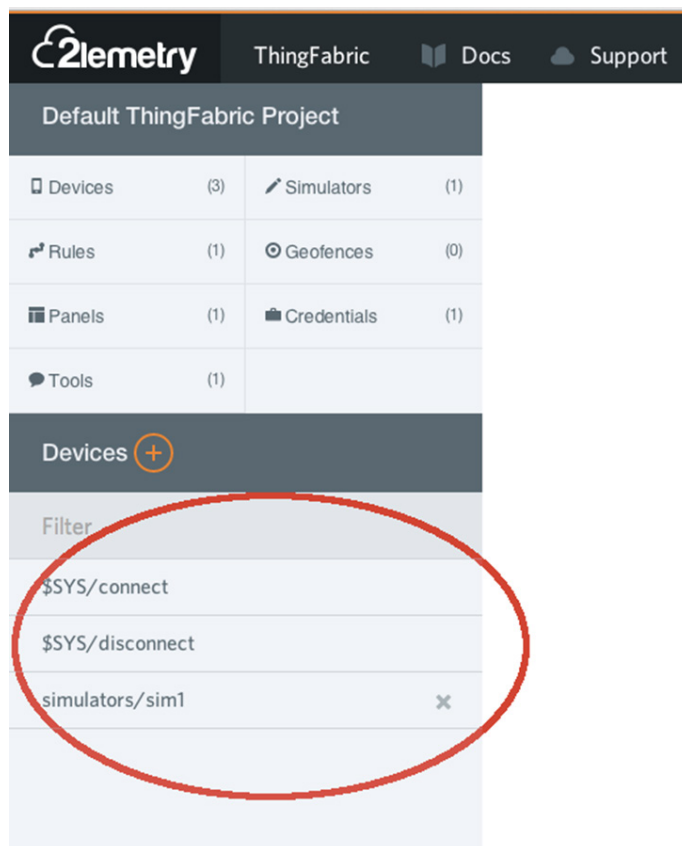 2lemetry ThingFabric Docs Support
Default ThingFabric Project
Devices (3) Simulators (1)
Rules (1) Geofences (0)
Panels (1) Credentials (1)
Tools (1)
Devices +
Filter
$SYS/connect
$SYS/disconnect
simulators/sim1